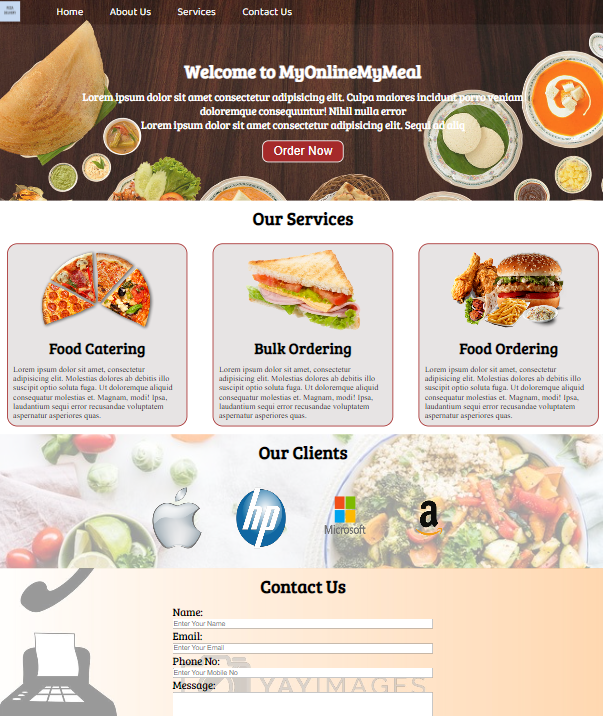 Home About Us Services Contact Us
Welcome to MyOnlineMyMeal
Lorem ipsum dolor sit amet consectetur adipisicing elit. Culpa maiores incidunt porro veniam
doloremque consequuntur! Nihil nulla error
Lorem ipsum dolor sit amet consectetur adipisicing elit. Sequi ad aliq
Order Now
Our Services
Food Catering
Lorem ipsum dolor sit amet, consectetur
adipisicing elit. Molestias dolores ab debitis illo
suscipit optio soluta fuga. Ut doloremque aliquid
consequatur molestias et. Magnam, modi! Ipsa,
laudantium sequi error recusandae voluptatem
aspernatur asperiores quas.
Bulk Ordering
Lorem ipsum dolor sit amet, consectetur
adipisicing elit. Molestias dolores ab debitis illo
suscipit optio soluta fuga. Ut doloremque aliquid
consequatur molestias et. Magnam, modi! Ipsa,
laudantium sequi error recusandae voluptatem
aspernatur asperiores quas.
Food Ordering
Lorem ipsum dolor sit amet, consectetur
adipisicing elit. Molestias dolores ab debitis illo
suscipit optio soluta fuga. Ut doloremque aliquid
consequatur molestias et. Magnam, modi! Ipsa,
laudantium sequi error recusandae voluptatem
aspernatur asperiores quas.
Our Clients
hp
Microsoft
a
Contact Us
Name:
Enter Your Name
Email:
Enter Your Email
Phone No:
Enter Your Mobile No
YAYIMAGES
Message: